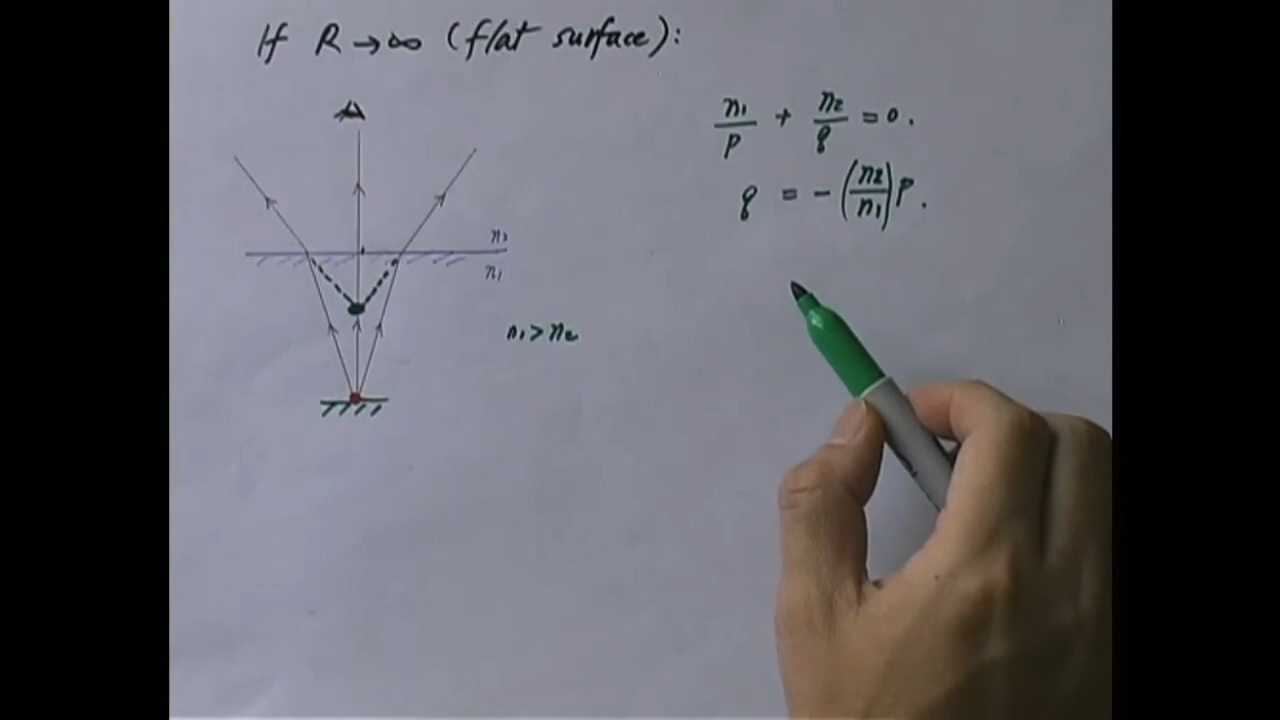 If R → ∞ (flat surface):
n1/p + n2/q = 0.
q = -(n2/n1)p.
n2
n1
n1 > n2